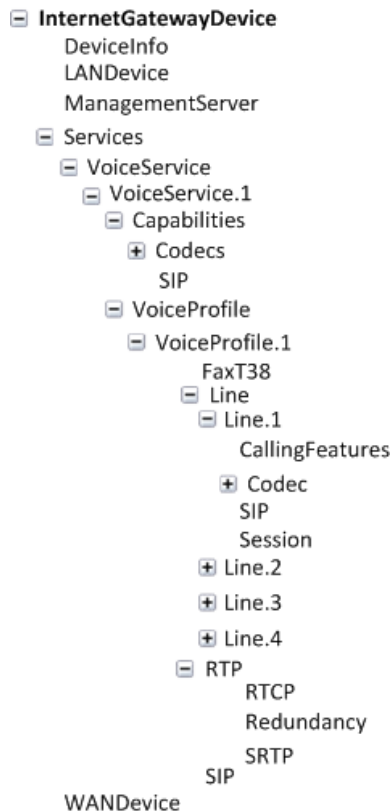 InternetGatewayDevice
DeviceInfo
LANDevice
ManagementServer
Services
VoiceService
VoiceService.1
Capabilities
Codecs
SIP
VoiceProfile
VoiceProfile.1
FaxT38
Line
Line.1
CallingFeatures
Codec
SIP
Session
Line.2
Line.3
Line.4
RTP
RTCP
Redundancy
SRTP
SIP
WANDevice